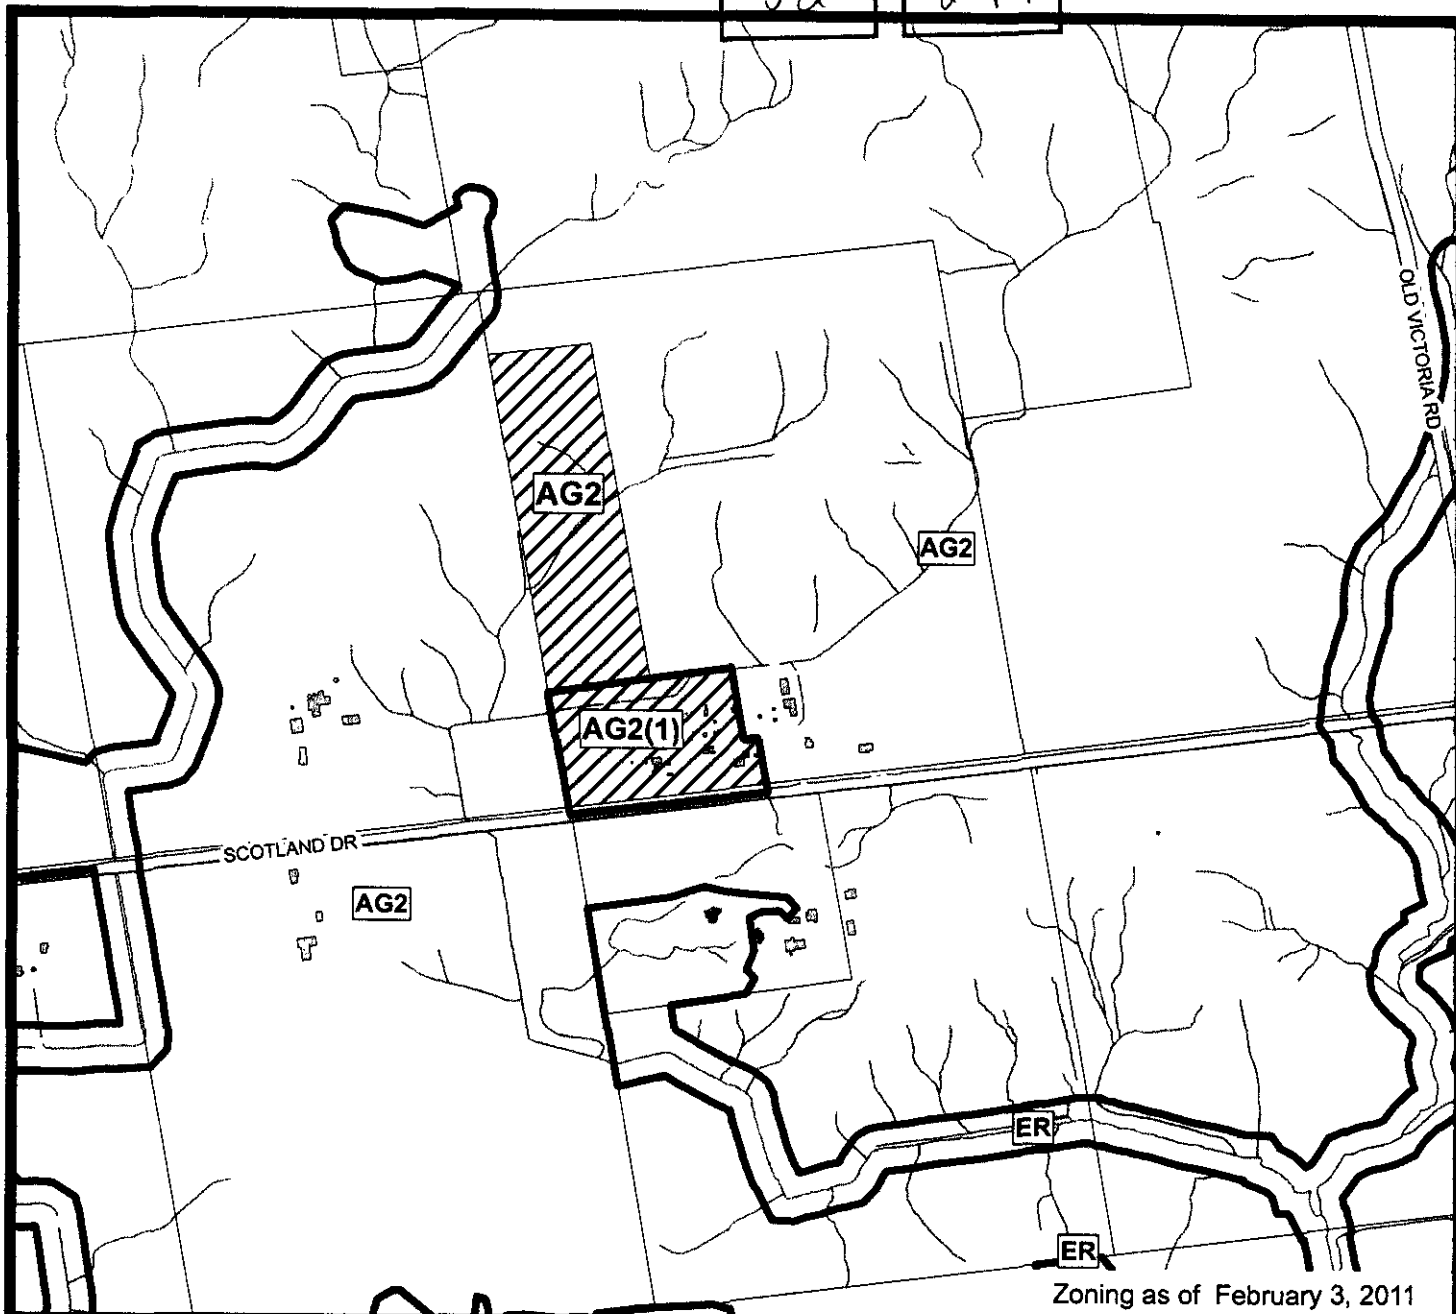 OLD VICTORIA RD
AG2
AG2
AG2(1)
SCOTLAND DR
AG2
ER
ER
Zoning as of February 3, 2011